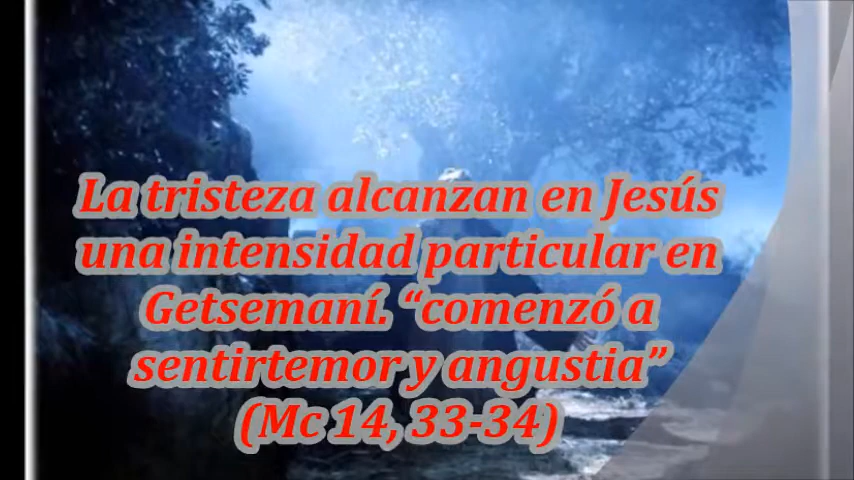 La tristeza alcanzan en Jesús
una intensidad particular en
Getsemaní. “comenzó a
sentirtemor y angustia”
(Mc 14, 33-34)